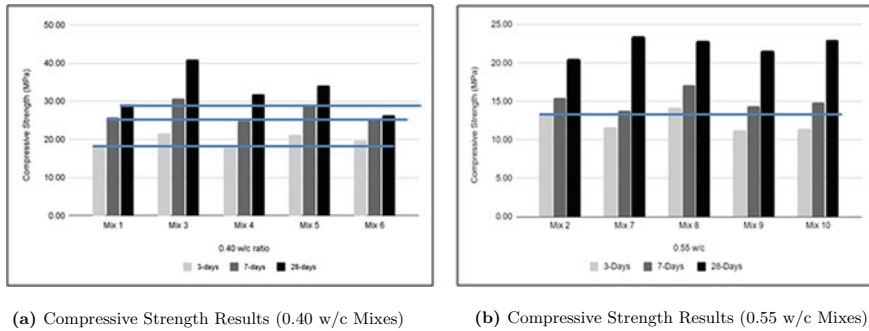 50.00
40.00
30.00
20.00
10.00
0.00
Compressive Strength (MPa)
Mix 1 Mix 3 Mix 4 Mix 5 Mix 6
0.40 w/c ratio
3-days 7-days 28-days
25.00
20.00
15.00
10.00
5.00
0.00
Compressive Strength (MPa)
Mix 2 Mix 7 Mix 8 Mix 9 Mix 10
0.55 w/c
3-Days 7-Days 28-Days
(a) Compressive Strength Results (0.40 w/c Mixes)
(b) Compressive Strength Results (0.55 w/c Mixes)